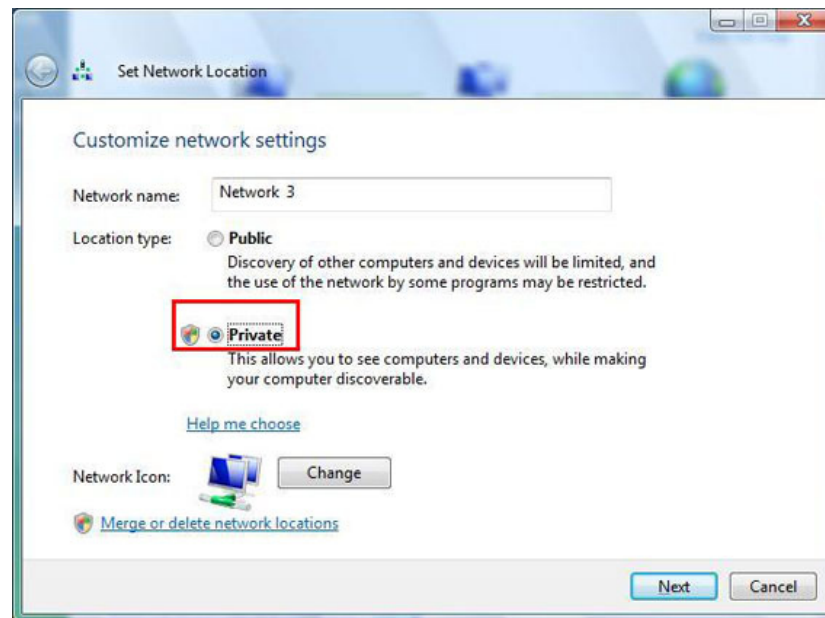 Set Network Location
Customize network settings
Network name: Network 3
Location type: Public
Discovery of other computers and devices will be limited, and
the use of the network by some programs may be restricted.
Private
This allows you to see computers and devices, while making
your computer discoverable.
Help me choose
Network Icon: Change
Merge or delete network locations
Next Cancel